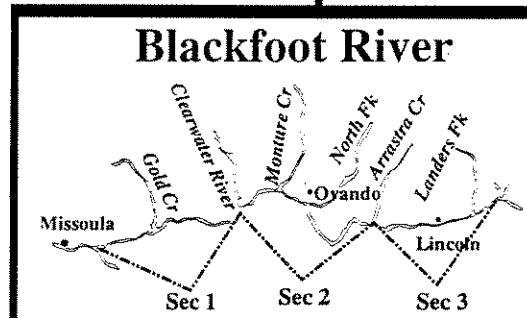 Blackfoot River
Gold Cr
Clearwater River
Monture Cr
North Fk
Arrastra Cr
Landers Fk
Ovando
Missoula
Lincoln
Sec 1
Sec 2
Sec 3